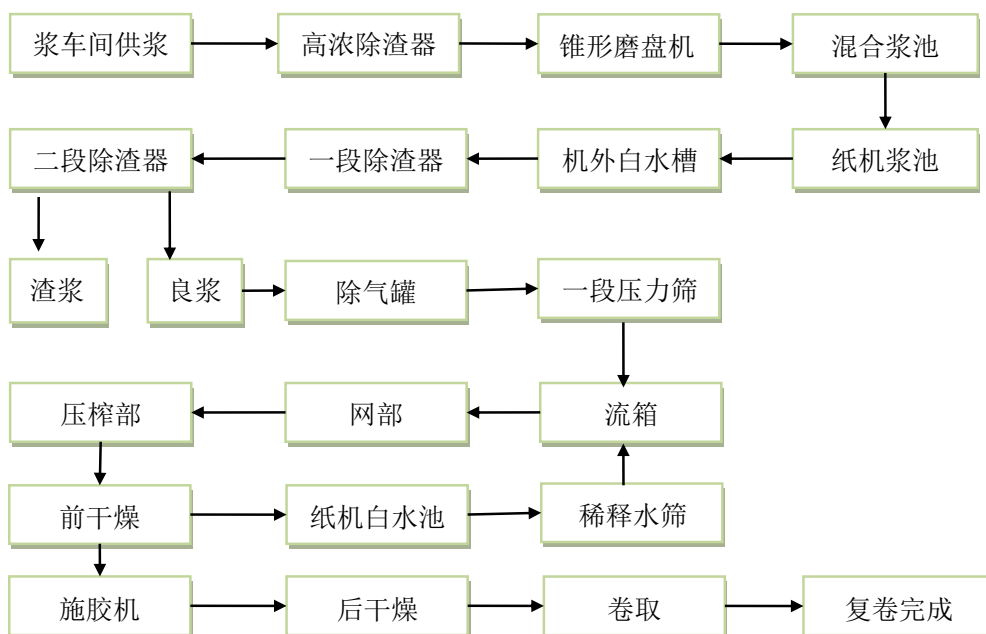 浆车间供浆
高浓除渣器
锥形磨盘机
混合浆池
二段除渣器
一段除渣器
机外白水槽
纸机浆池
渣浆
良浆
除气罐
一段压力筛
压榨部
网部
流箱
前干燥
纸机白水池
稀释水筛
施胶机
后干燥
卷取
复卷完成